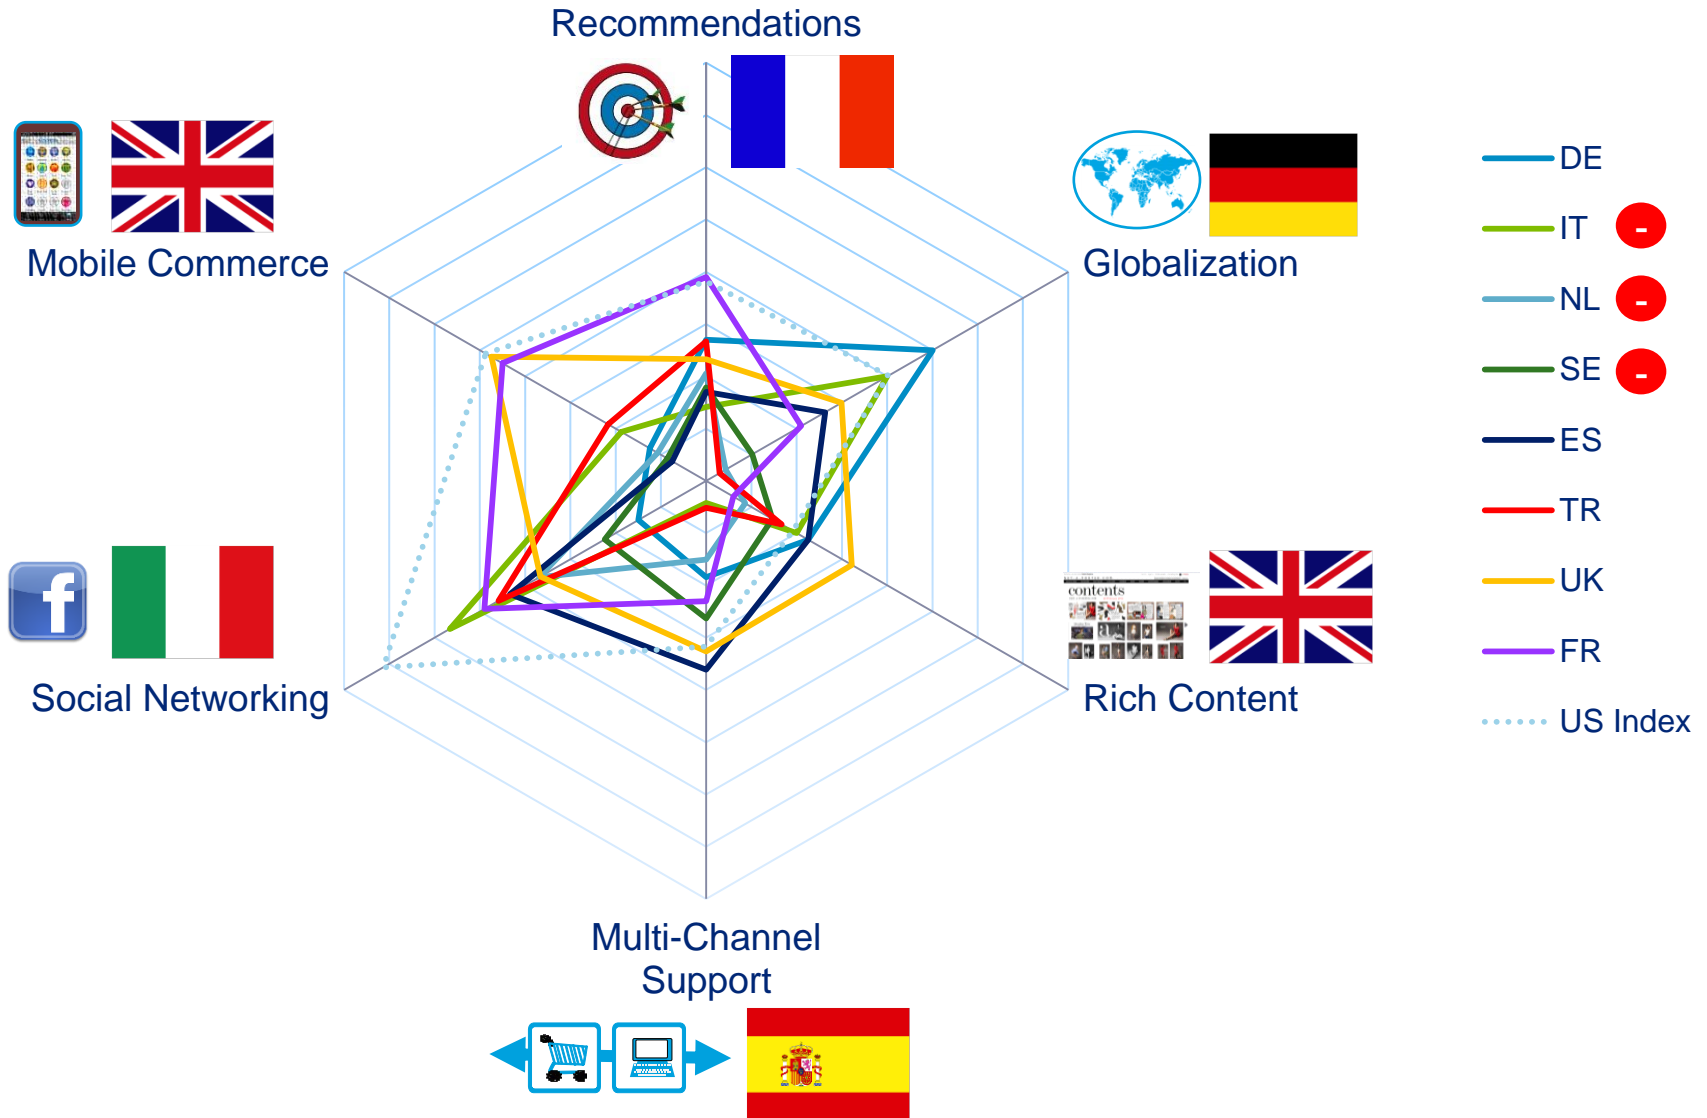 Recommendations
Mobile Commerce
Globalization
DE
IT -
NL -
SE -
ES
TR
UK
FR
US Index
f
contents
Social Networking
Rich Content
Multi-Channel
Support